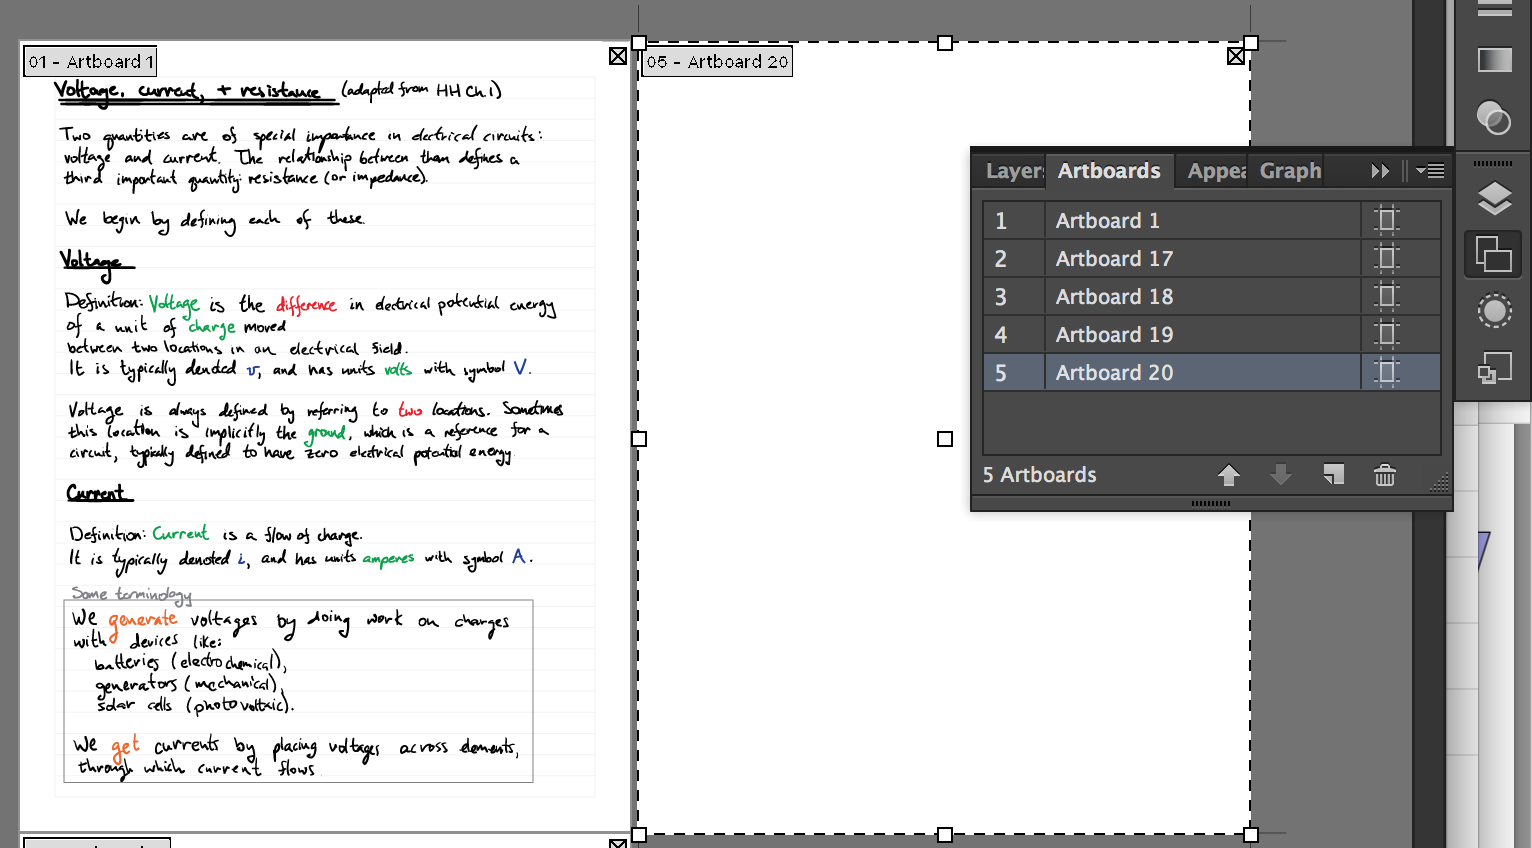 01 - Artboard 1
Voltage, current, + resistance (adapted from HH Ch.1)
Two quantities are of special importance in electrical circuits:
voltage and current. The relationship between them defines a
third important quantity: resistance (or impedance).
We begin by defining each of these.
Voltage
Definition: Voltage is the difference in electrical potential energy
of a unit of charge moved
between two locations in an electrical field.
It is typically denoted v, and has units volts with symbol V.
Voltage is always defined by referring to two locations. Sometimes
this location is implicitly the ground, which is a reference for a
circuit, typically defined to have zero electrical potential energy
Current
Definition: Current is a flow of charge.
It is typically denoted i, and has units amperes with symbol A.
Some terminology
We generate voltages by doing work on charges
with devices like:
batteries (electrochemical),
generators (mechanical),
solar cells (photovoltaic).
We get currents by placing voltages across elements,
through which current flows.
05 - Artboard 20
Layer Artboards Appea Graph
1 Artboard 1
2 Artboard 17
3 Artboard 18
4 Artboard 19
5 Artboard 20
5 Artboards